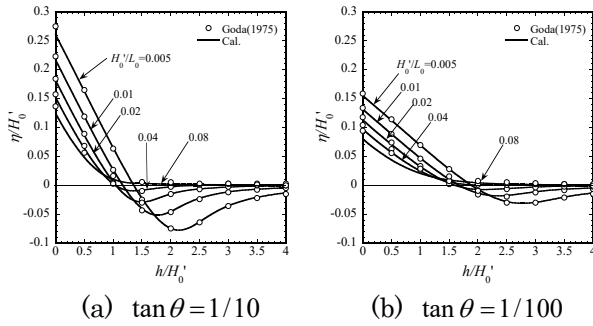 0.3
0.25
0.2
0.15
0.1
0.05
0
-0.05
-0.1
η/H₀'
Goda(1975)
Cal.
H₀'/L₀=0.005
0.01
0.02
0.04
0.08
0 0.5 1 1.5 2 2.5 3 3.5 4
h/H₀'
(a) tan θ = 1/10
0.3
0.25
0.2
0.15
0.1
0.05
0
-0.05
-0.1
η/H₀'
Goda(1975)
Cal.
H₀'/L₀=0.005
0.01
0.02
0.04
0.08
0 0.5 1 1.5 2 2.5 3 3.5 4
h/H₀'
(b) tan θ = 1/100